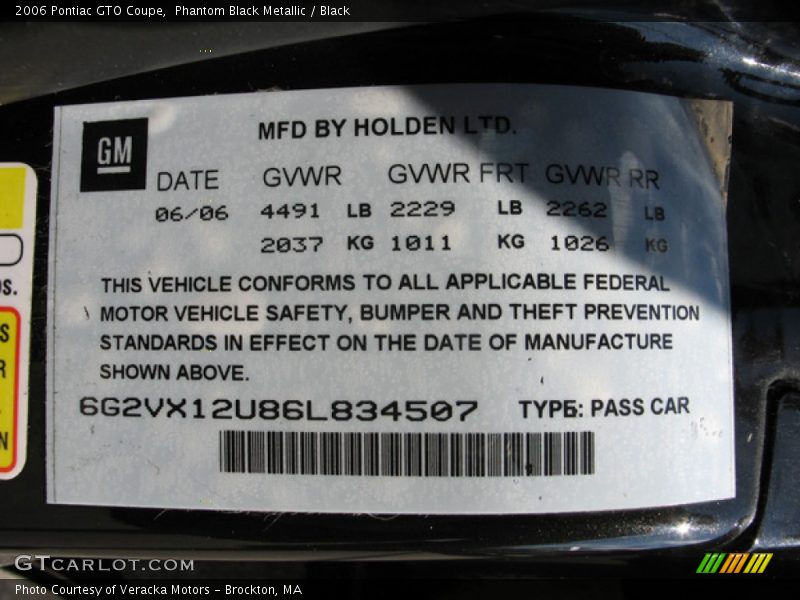 2006 Pontiac GTO Coupe, Phantom Black Metallic / Black
GM
MFD BY HOLDEN LTD.
DATE GVWR GVWR FRT GVWR RR
06/06 4491 LB 2229 LB 2262 LB
2037 KG 1011 KG 1026 KG
THIS VEHICLE CONFORMS TO ALL APPLICABLE FEDERAL
MOTOR VEHICLE SAFETY, BUMPER AND THEFT PREVENTION
STANDARDS IN EFFECT ON THE DATE OF MANUFACTURE
SHOWN ABOVE.
6G2VX12U86L834507 TYPE: PASS CAR
GTCARLOT.COM
Photo Courtesy of Veracka Motors - Brockton, MA